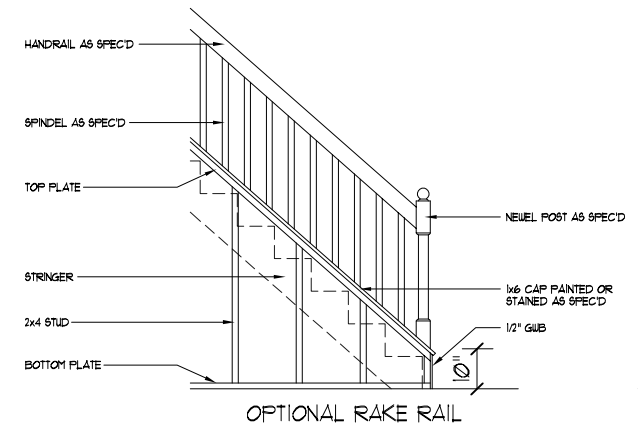 HANDRAIL AS SPEC'D
SPINDEL AS SPEC'D
TOP PLATE
NEWEL POST AS SPEC'D
STRINGER
1x6 CAP PAINTED OR
STAINED AS SPEC'D
2x4 STUD
1/2" GWB
BOTTOM PLATE
10"
OPTIONAL RAKE RAIL